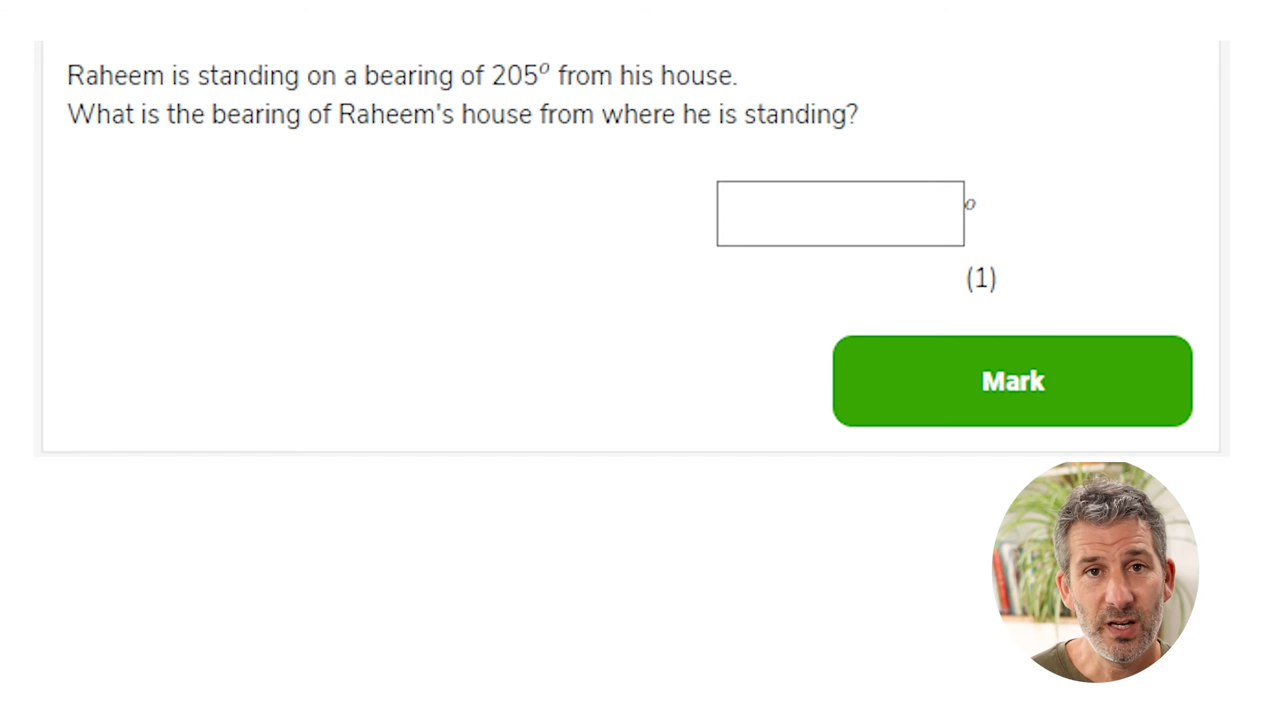 Raheem is standing on a bearing of 205º from his house.
What is the bearing of Raheem's house from where he is standing?
º
(1)
Mark